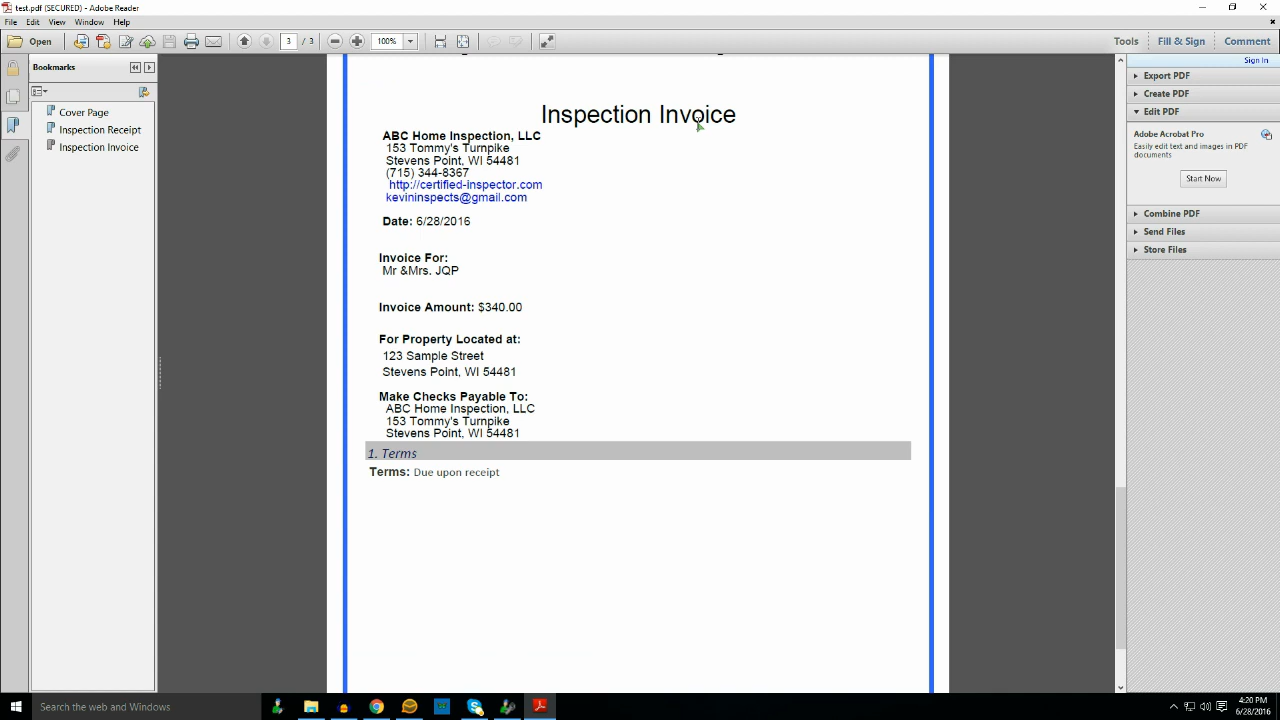 test.pdf (SECURED) - Adobe Reader
File Edit View Window Help
Open 3 / 3 100% Tools Fill & Sign Comment
Sign In
Bookmarks
Cover Page
Inspection Receipt
Inspection Invoice
Inspection Invoice
ABC Home Inspection, LLC
153 Tommy's Turnpike
Stevens Point, WI 54481
(715) 344-8367
http://certified-inspector.com
kevininspects@gmail.com
Date: 6/28/2016
Invoice For:
Mr &Mrs. JQP
Invoice Amount: $340.00
For Property Located at:
123 Sample Street
Stevens Point, WI 54481
Make Checks Payable To:
ABC Home Inspection, LLC
153 Tommy's Turnpike
Stevens Point, WI 54481
1. Terms
Terms: Due upon receipt
Export PDF
Create PDF
Edit PDF
Adobe Acrobat Pro
Easily edit text and images in PDF
documents
Start Now
Combine PDF
Send Files
Store Files
Search the web and Windows
4:20 PM
6/28/2016